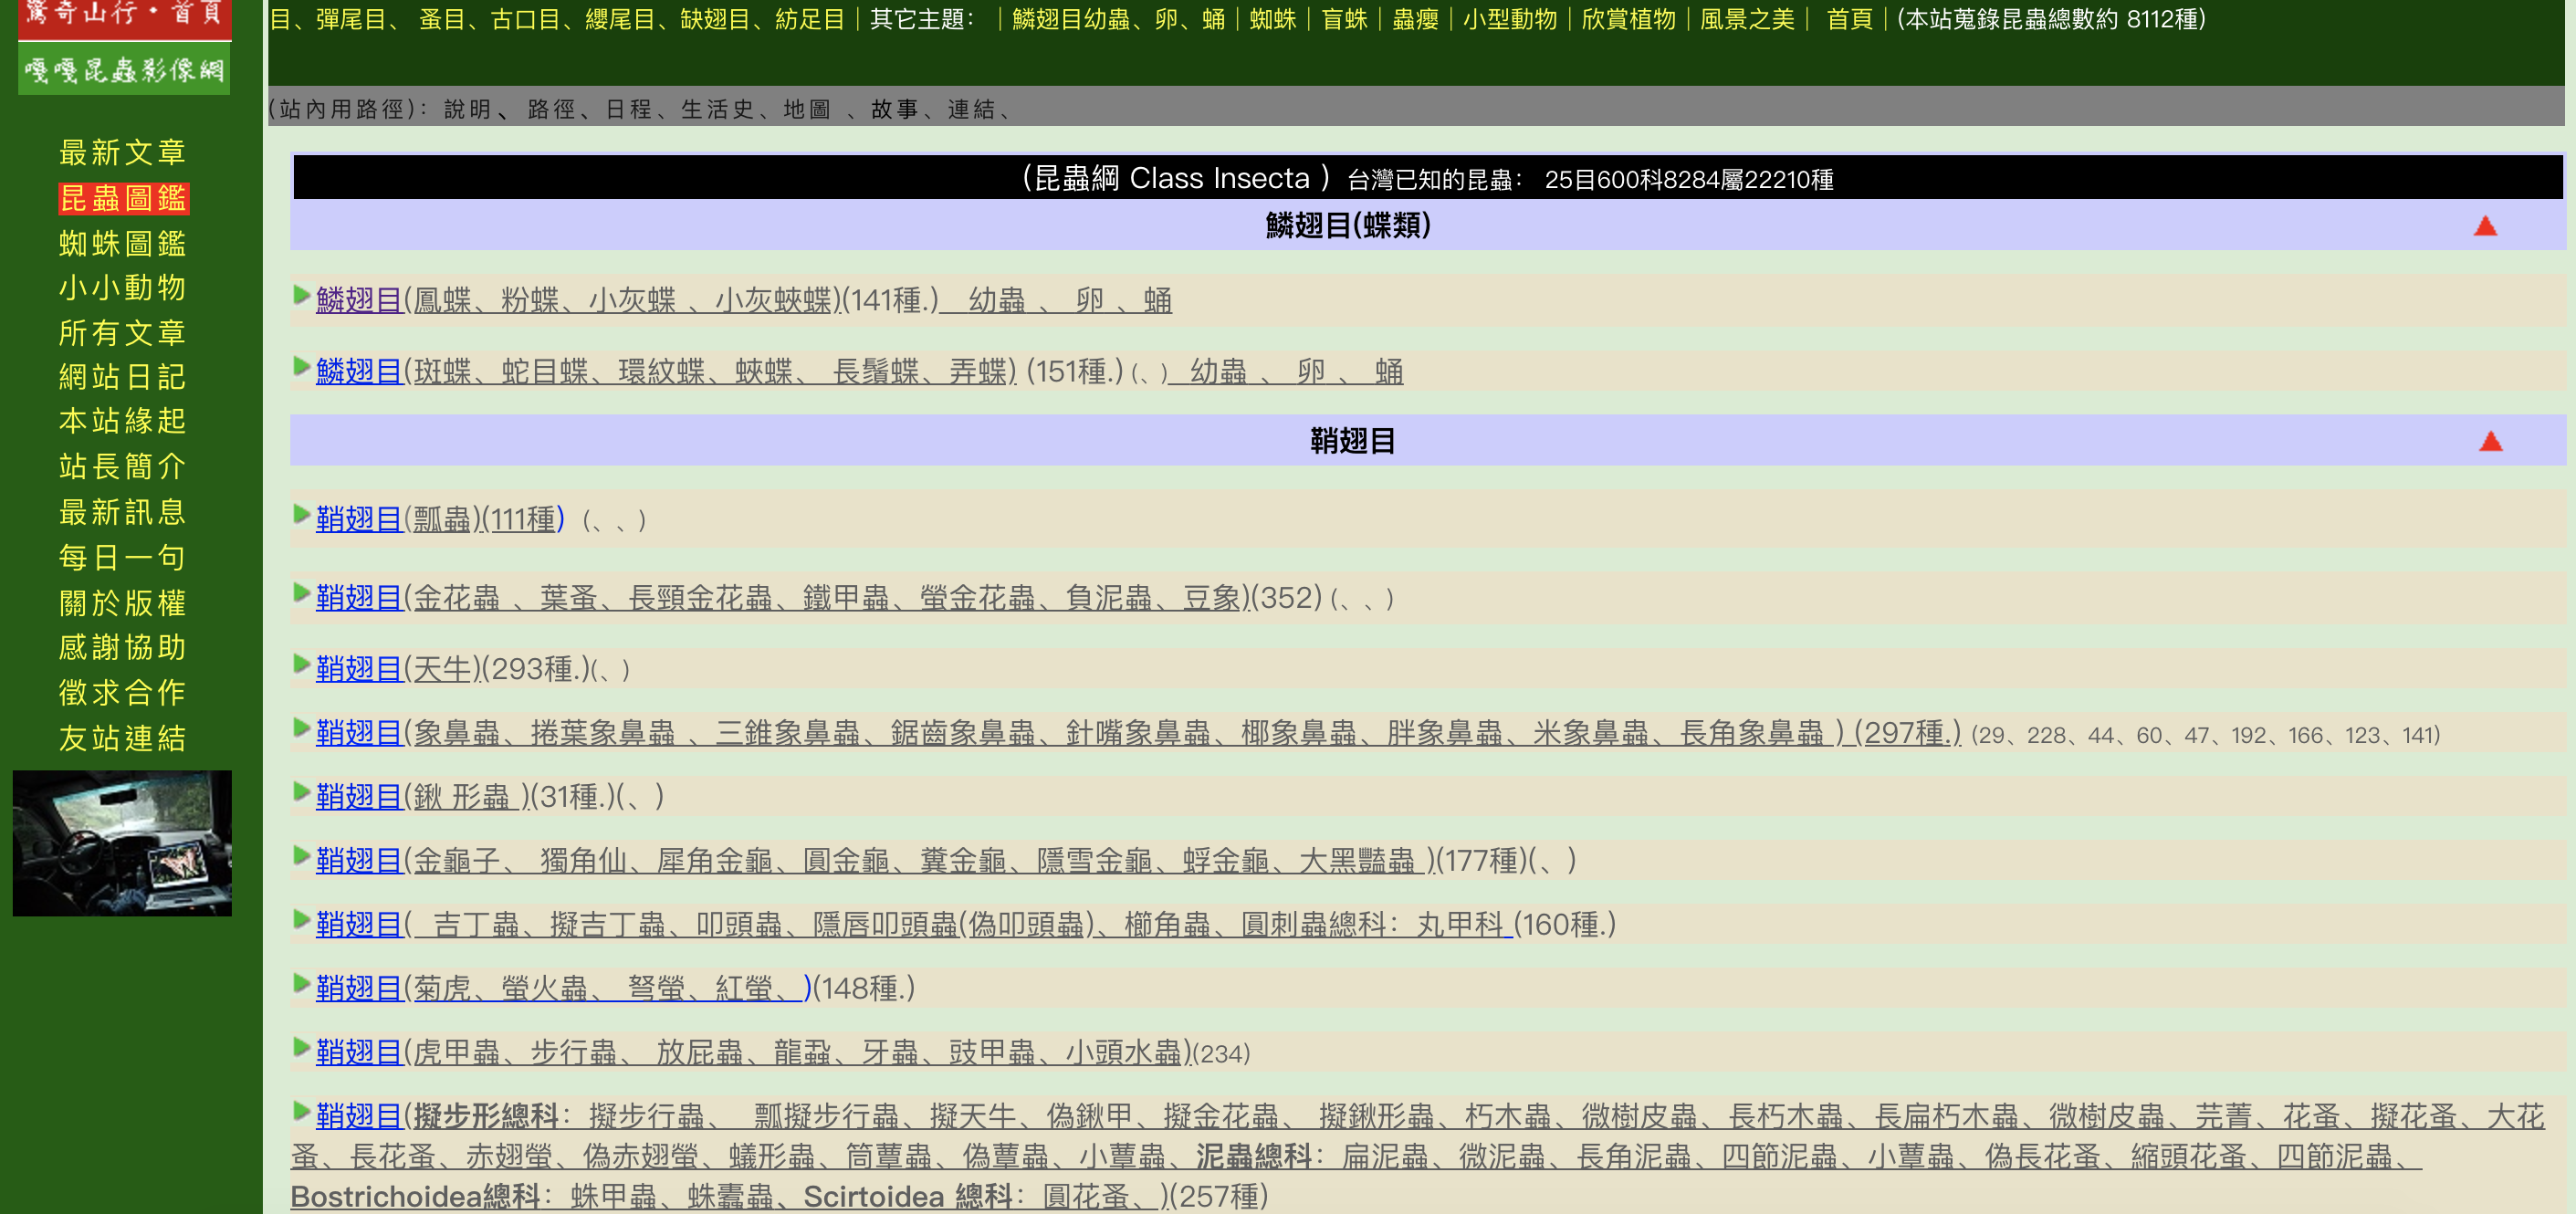 驚奇山行・首頁
嘎嘎昆蟲影像網
最新文章
昆蟲圖鑑
蜘蛛圖鑑
小小動物
所有文章
網站日記
本站緣起
站長簡介
最新訊息
每日一句
關於版權
感謝協助
徵求合作
友站連結
目、彈尾目、 蚤目、古口目、纓尾目、缺翅目、紡足目｜其它主題：｜鱗翅目幼蟲、卵、蛹｜蜘蛛｜盲蛛｜蟲癭｜小型動物｜欣賞植物｜風景之美｜ 首頁｜(本站蒐錄昆蟲總數約 8112種)
(站內用路徑)：說明、 路徑、日程、生活史、地圖 、故事、連結、
(昆蟲綱 Class Insecta ) 台灣已知的昆蟲： 25目600科8284屬22210種
鱗翅目(蝶類)
鱗翅目(鳳蝶、粉蝶、小灰蝶 、小灰蛺蝶)(141種.) 幼蟲 、 卵 、蛹
鱗翅目(斑蝶、蛇目蝶、環紋蝶、蛺蝶、 長鬚蝶、弄蝶) (151種.) (、) 幼蟲 、 卵 、 蛹
鞘翅目
鞘翅目(瓢蟲)(111種) (、、)
鞘翅目(金花蟲 、葉蚤、長頸金花蟲、鐵甲蟲、螢金花蟲、負泥蟲、豆象)(352) (、、)
鞘翅目(天牛)(293種.)(、)
鞘翅目(象鼻蟲、捲葉象鼻蟲 、三錐象鼻蟲、鋸齒象鼻蟲、針嘴象鼻蟲、椰象鼻蟲、胖象鼻蟲、米象鼻蟲、長角象鼻蟲 ) (297種.) (29、228、44、60、47、192、166、123、141)
鞘翅目(鍬 形蟲 )(31種.)(、)
鞘翅目(金龜子、 獨角仙、犀角金龜、圓金龜、糞金龜、隱雪金龜、蜉金龜、大黑豔蟲 )(177種)(、)
鞘翅目( 吉丁蟲、擬吉丁蟲、叩頭蟲、隱唇叩頭蟲(偽叩頭蟲)、櫛角蟲、圓刺蟲總科：丸甲科 (160種.)
鞘翅目(菊虎、螢火蟲、 弩螢、紅螢、)(148種.)
鞘翅目(虎甲蟲、步行蟲、 放屁蟲、龍蝨、牙蟲、豉甲蟲、小頭水蟲)(234)
鞘翅目(擬步形總科：擬步行蟲、 瓢擬步行蟲、擬天牛、偽鍬甲、擬金花蟲、 擬鍬形蟲、朽木蟲、微樹皮蟲、長朽木蟲、長扁朽木蟲、微樹皮蟲、芫菁、花蚤、擬花蚤、大花
蚤、長花蚤、赤翅螢、偽赤翅螢、蟻形蟲、筒蕈蟲、偽蕈蟲、小蕈蟲、泥蟲總科：扁泥蟲、微泥蟲、長角泥蟲、四節泥蟲、小蕈蟲、偽長花蚤、縮頭花蚤、四節泥蟲、
Bostrichoidea總科：蛛甲蟲、蛛蠹蟲、Scirtoidea 總科：圓花蚤、)(257種)